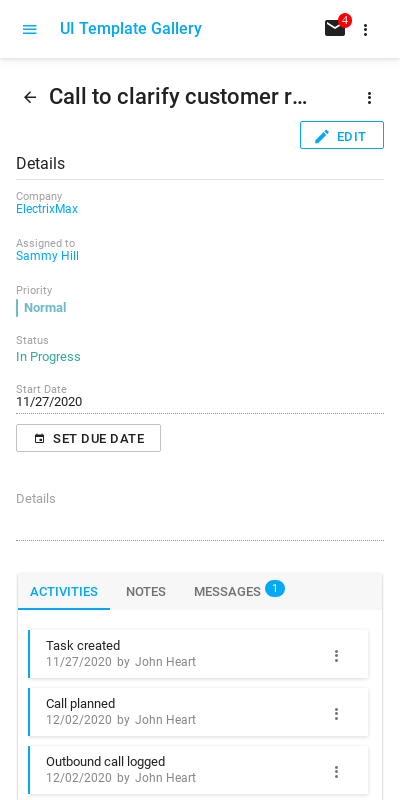 UI Template Gallery
4
Call to clarify customer r...
EDIT
Details
Company
ElectrixMax
Assigned to
Sammy Hill
Priority
Normal
Status
In Progress
Start Date
11/27/2020
SET DUE DATE
Details
ACTIVITIES NOTES MESSAGES 1
Task created
11/27/2020 by John Heart
Call planned
12/02/2020 by John Heart
Outbound call logged
12/02/2020 by John Heart